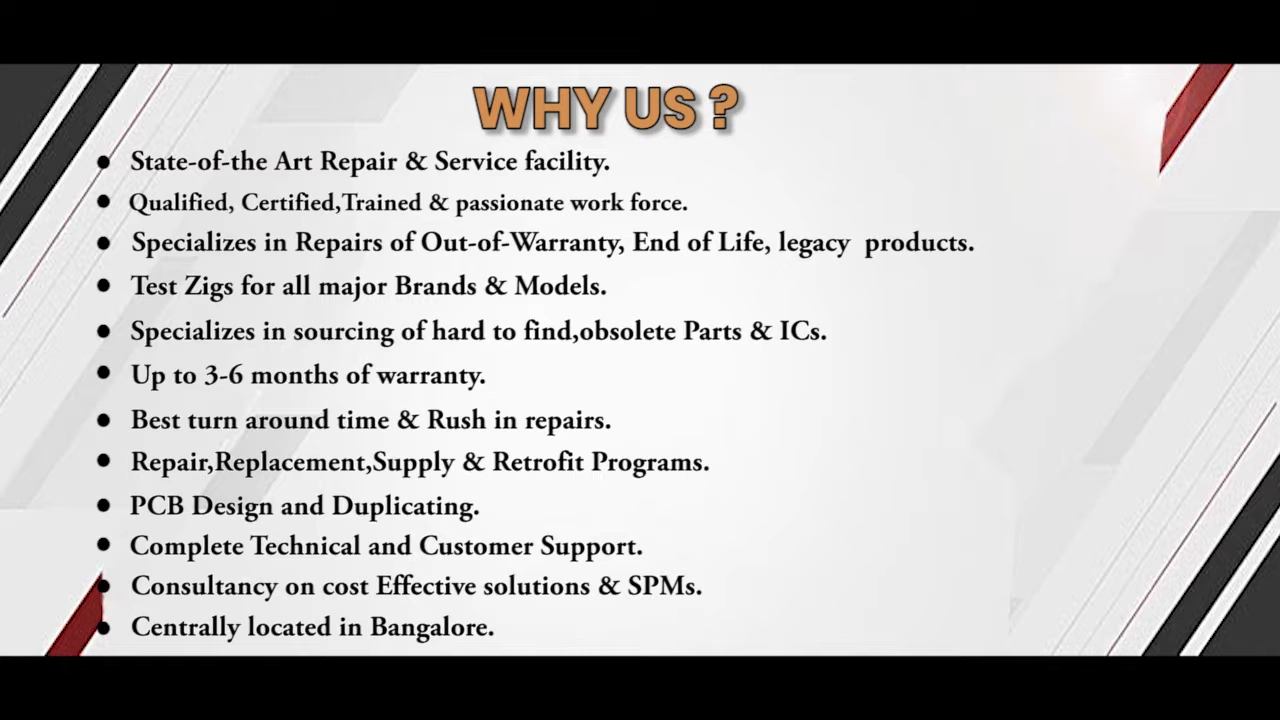 WHY US ?
State-of-the Art Repair & Service facility.
Qualified, Certified,Trained & passionate work force.
Specializes in Repairs of Out-of-Warranty, End of Life, legacy products.
Test Zigs for all major Brands & Models.
Specializes in sourcing of hard to find,obsolete Parts & ICs.
Up to 3-6 months of warranty.
Best turn around time & Rush in repairs.
Repair,Replacement,Supply & Retrofit Programs.
PCB Design and Duplicating.
Complete Technical and Customer Support.
Consultancy on cost Effective solutions & SPMs.
Centrally located in Bangalore.